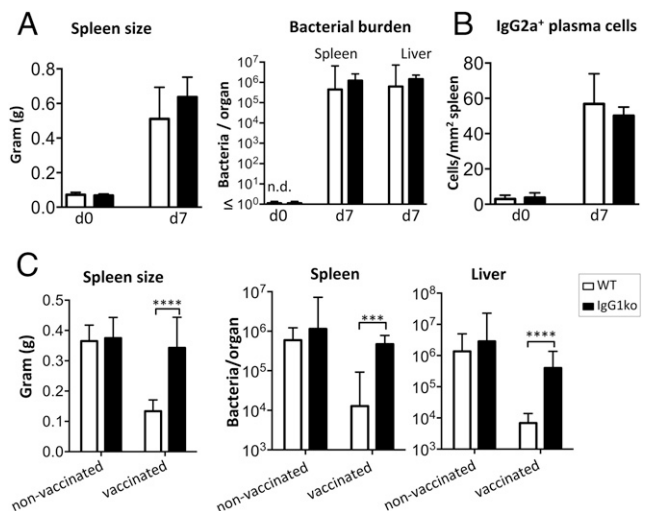 A
Spleen size
Gram (g)
0.8
0.6
0.4
0.2
0.0
d0 d7
Bacterial burden
Spleen Liver
Bacteria / organ
10⁷
10⁶
10⁵
10⁴
10³
10²
10¹
≤ 10⁰
n.d.
d0 d7 d7
B
IgG2a⁺ plasma cells
Cells/mm² spleen
80
60
40
20
0
d0 d7
C
Spleen size
Gram (g)
0.5
0.4
0.3
0.2
0.1
0.0
****
non-vaccinated vaccinated
Spleen
Bacteria/organ
10⁷
10⁶
10⁵
10⁴
10³
***
non-vaccinated vaccinated
Liver
10⁸
10⁷
10⁶
10⁵
10⁴
10³
****
non-vaccinated vaccinated
WT
IgG1ko